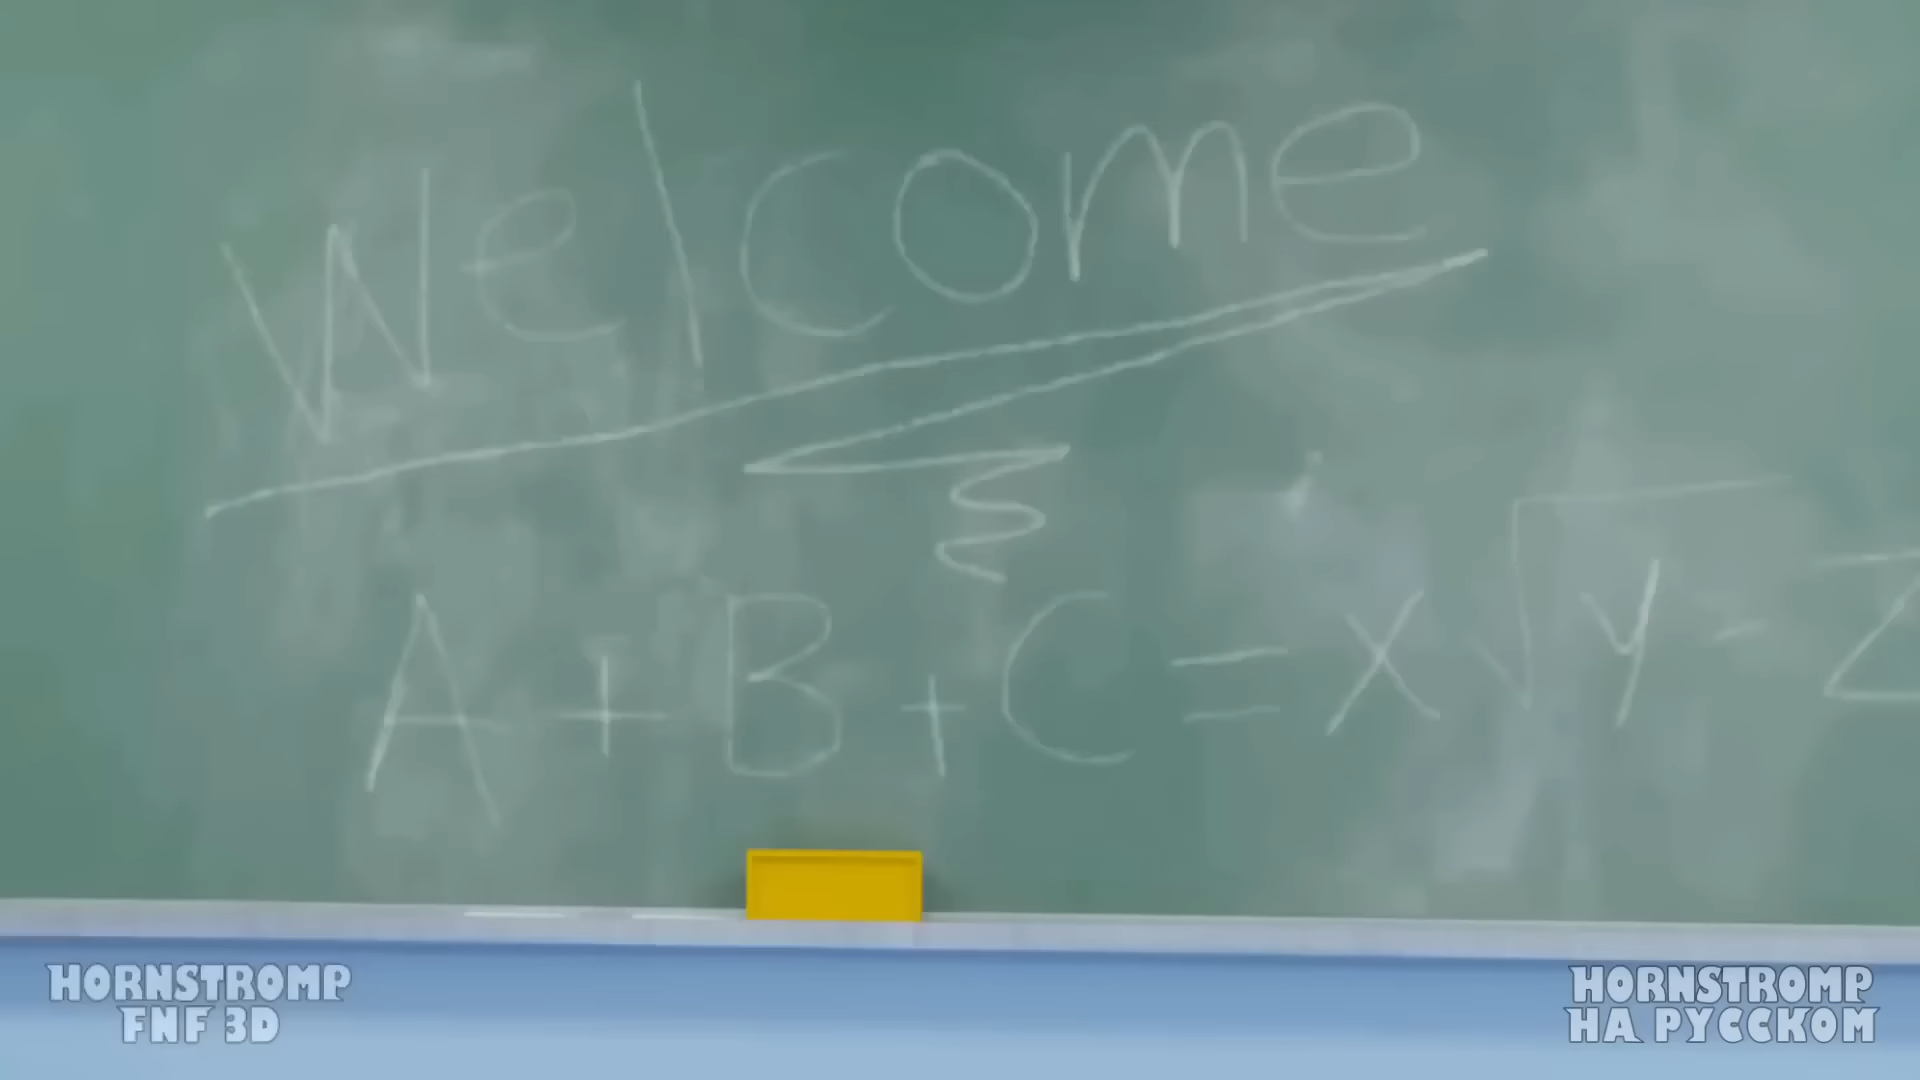 Welcome
A + B + C = x √y - Z
HORNSTROMP
FNF 3D
HORNSTROMP
НА РУССКОМ